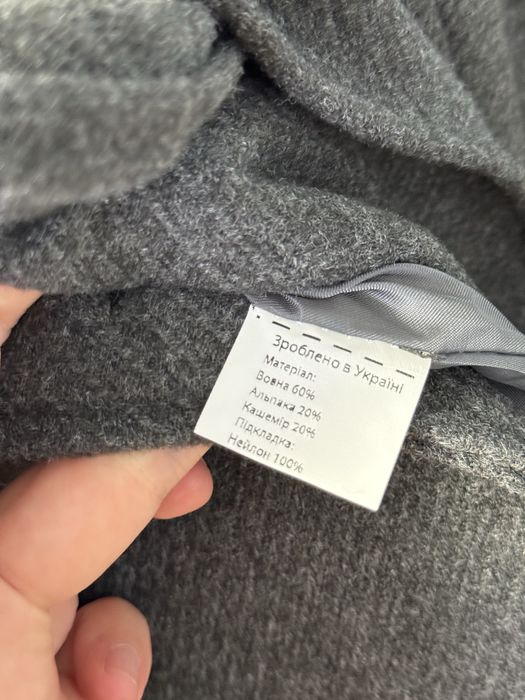 Зроблено в Україні
Матеріал:
Вовна 60%
Альпака 20%
Кашемір 20%
Підкладка:
Нейлон 100%